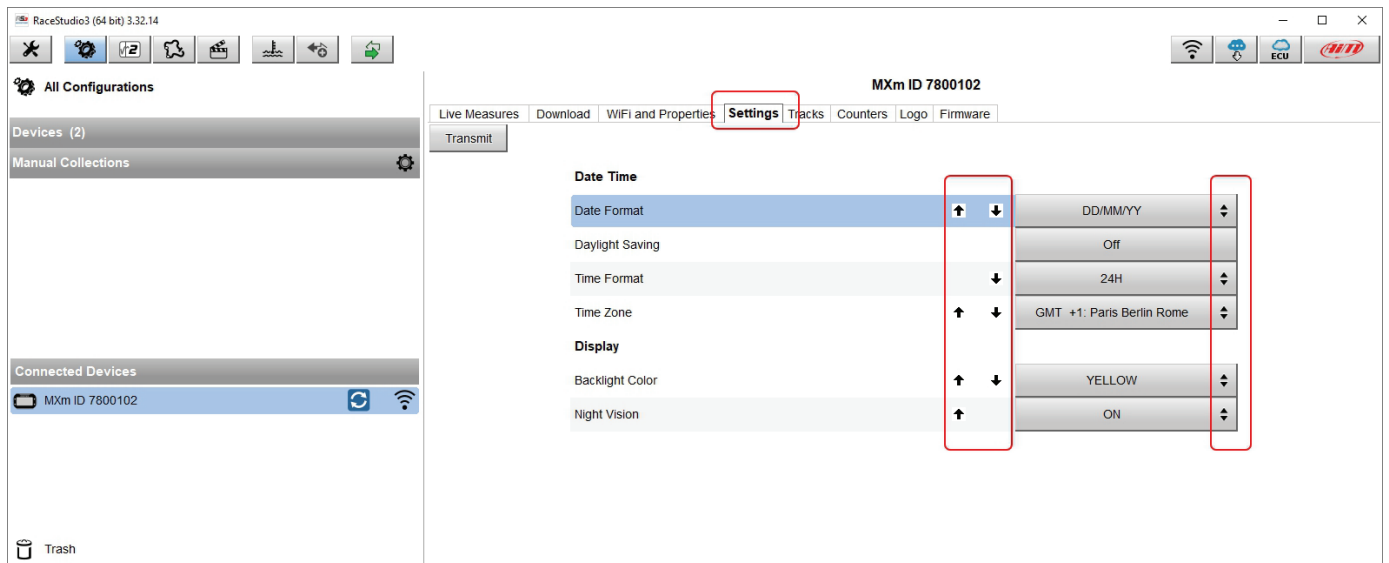 RaceStudio3 (64 bit) 3.32.14
ECU
AiM
All Configurations
MXm ID 7800102
Live Measures Download WiFi and Properties Settings Tracks Counters Logo Firmware
Devices (2)
Transmit
Manual Collections
Date Time
Date Format DD/MM/YY
Daylight Saving Off
Time Format 24H
Time Zone GMT +1: Paris Berlin Rome
Display
Connected Devices
Backlight Color YELLOW
MXm ID 7800102
Night Vision ON
Trash